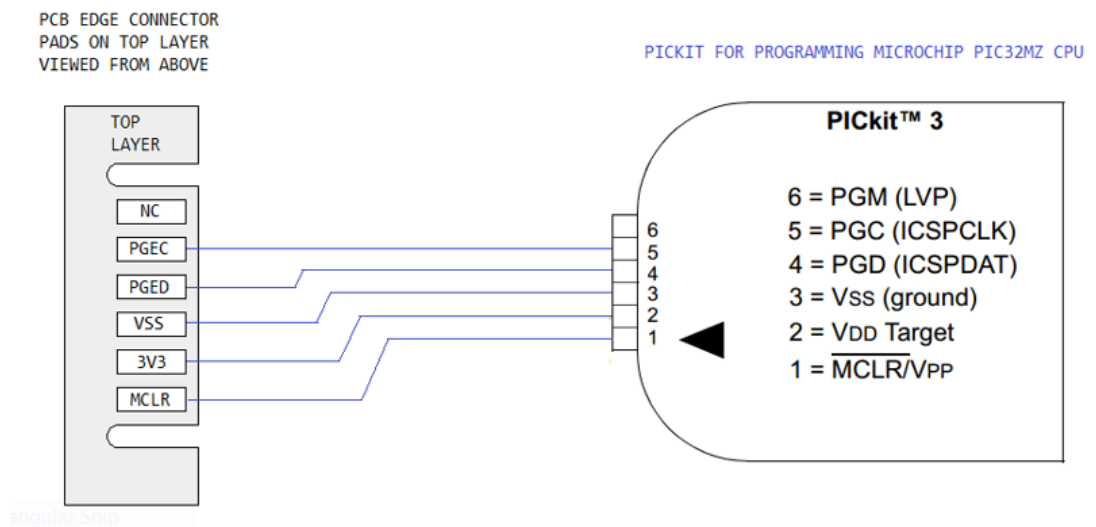 PCB EDGE CONNECTOR
PADS ON TOP LAYER
VIEWED FROM ABOVE
PICKIT FOR PROGRAMMING MICROCHIP PIC32MZ CPU
TOP
LAYER
NC
PGEC
PGED
VSS
3V3
MCLR
6
5
4
3
2
1
PICkit™ 3
6 = PGM (LVP)
5 = PGC (ICSPCLK)
4 = PGD (ICSPDAT)
3 = VSS (ground)
2 = VDD Target
1 = MCLR/VPP
angular Snip